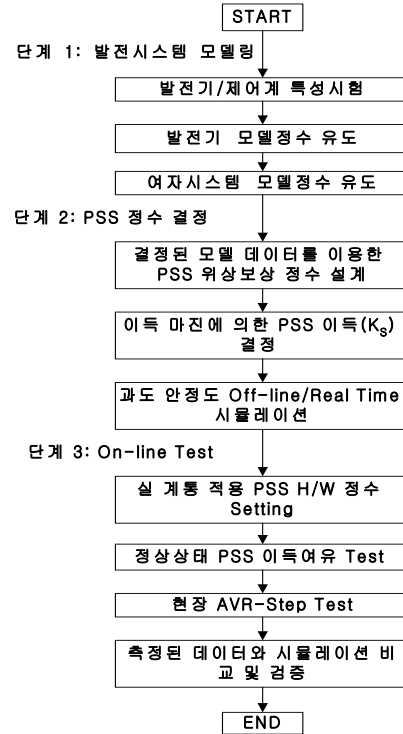 START
단계 1: 발전시스템 모델링
발전기/제어계 특성시험
발전기 모델정수 유도
여자시스템 모델정수 유도
단계 2: PSS 정수 결정
결정된 모델 데이터를 이용한
PSS 위상보상 정수 설계
이득 마진에 의한 PSS 이득(K_S)
결정
과도 안정도 Off-line/Real Time
시뮬레이션
단계 3: On-line Test
실 계통 적용 PSS H/W 정수
Setting
정상상태 PSS 이득여유 Test
현장 AVR-Step Test
측정된 데이터와 시뮬레이션 비
교 및 검증
END